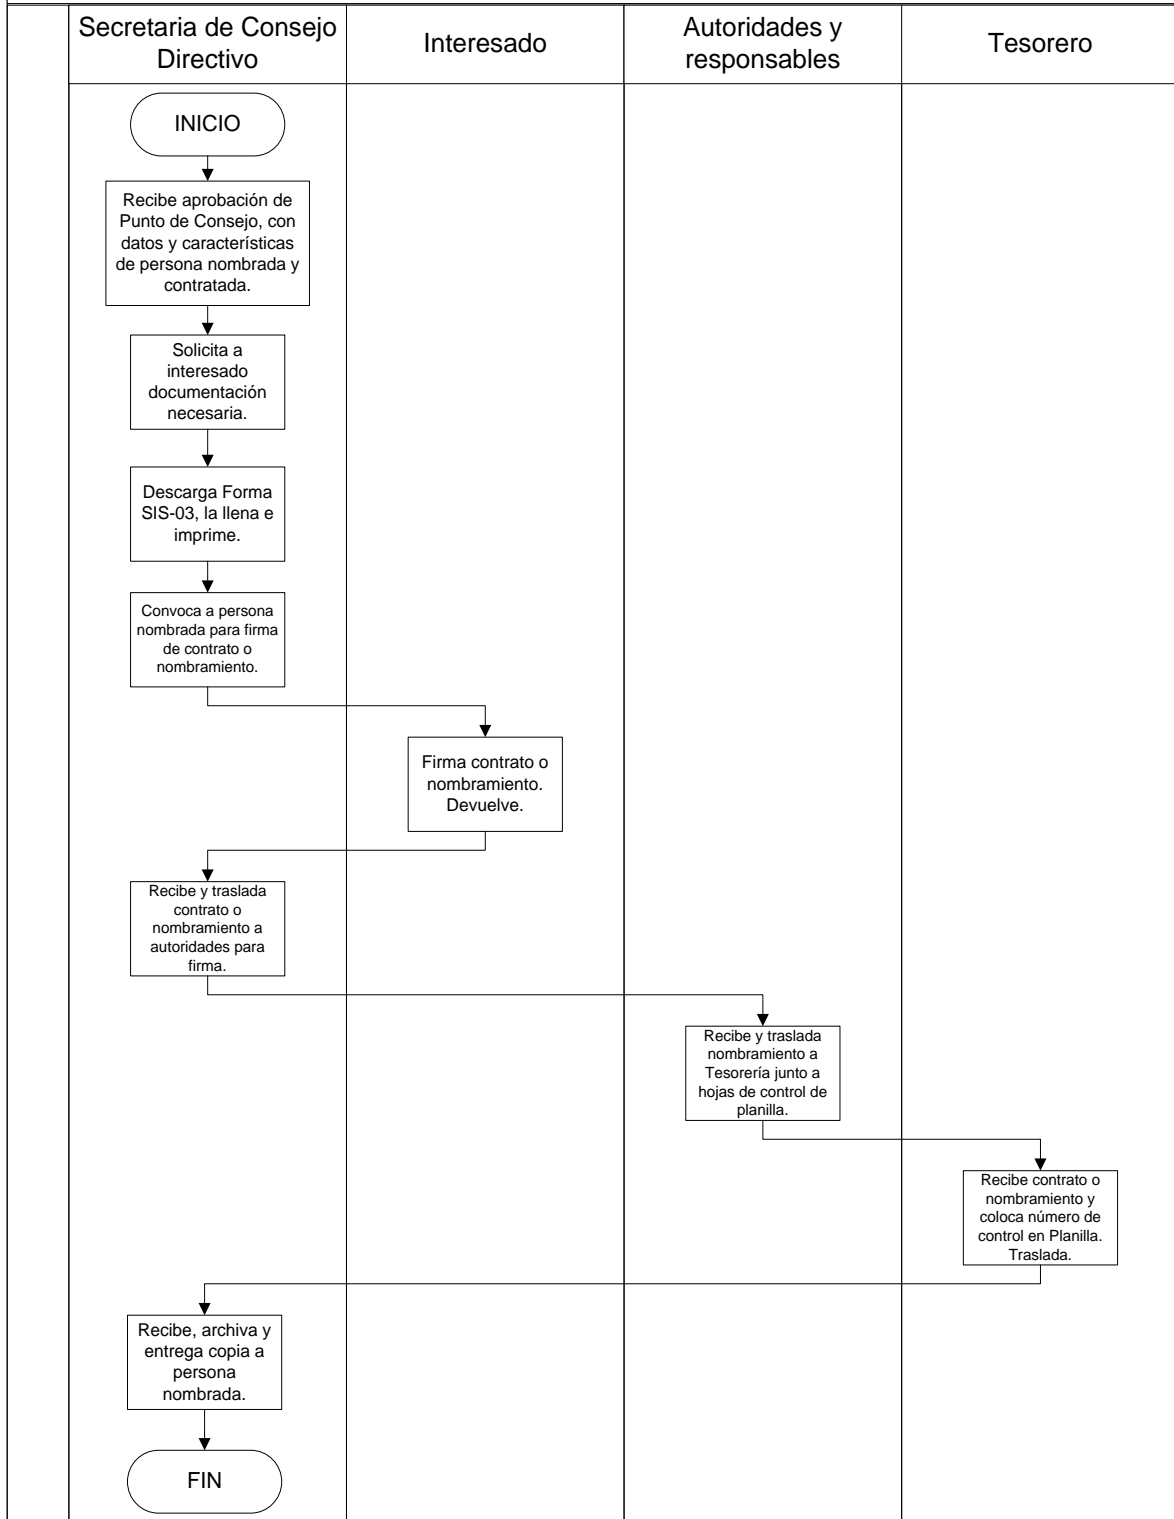 Secretaria de Consejo
Directivo
Interesado
Autoridades y
responsables
Tesorero
INICIO
Recibe aprobación de
Punto de Consejo, con
datos y características
de persona nombrada y
contratada.
Solicita a
interesado
documentación
necesaria.
Descarga Forma
SIS-03, la llena e
imprime.
Convoca a persona
nombrada para firma
de contrato o
nombramiento.
Firma contrato o
nombramiento.
Devuelve.
Recibe y traslada
contrato o
nombramiento a
autoridades para
firma.
Recibe y traslada
nombramiento a
Tesorería junto a
hojas de control de
planilla.
Recibe contrato o
nombramiento y
coloca número de
control en Planilla.
Traslada.
Recibe, archiva y
entrega copia a
persona
nombrada.
FIN